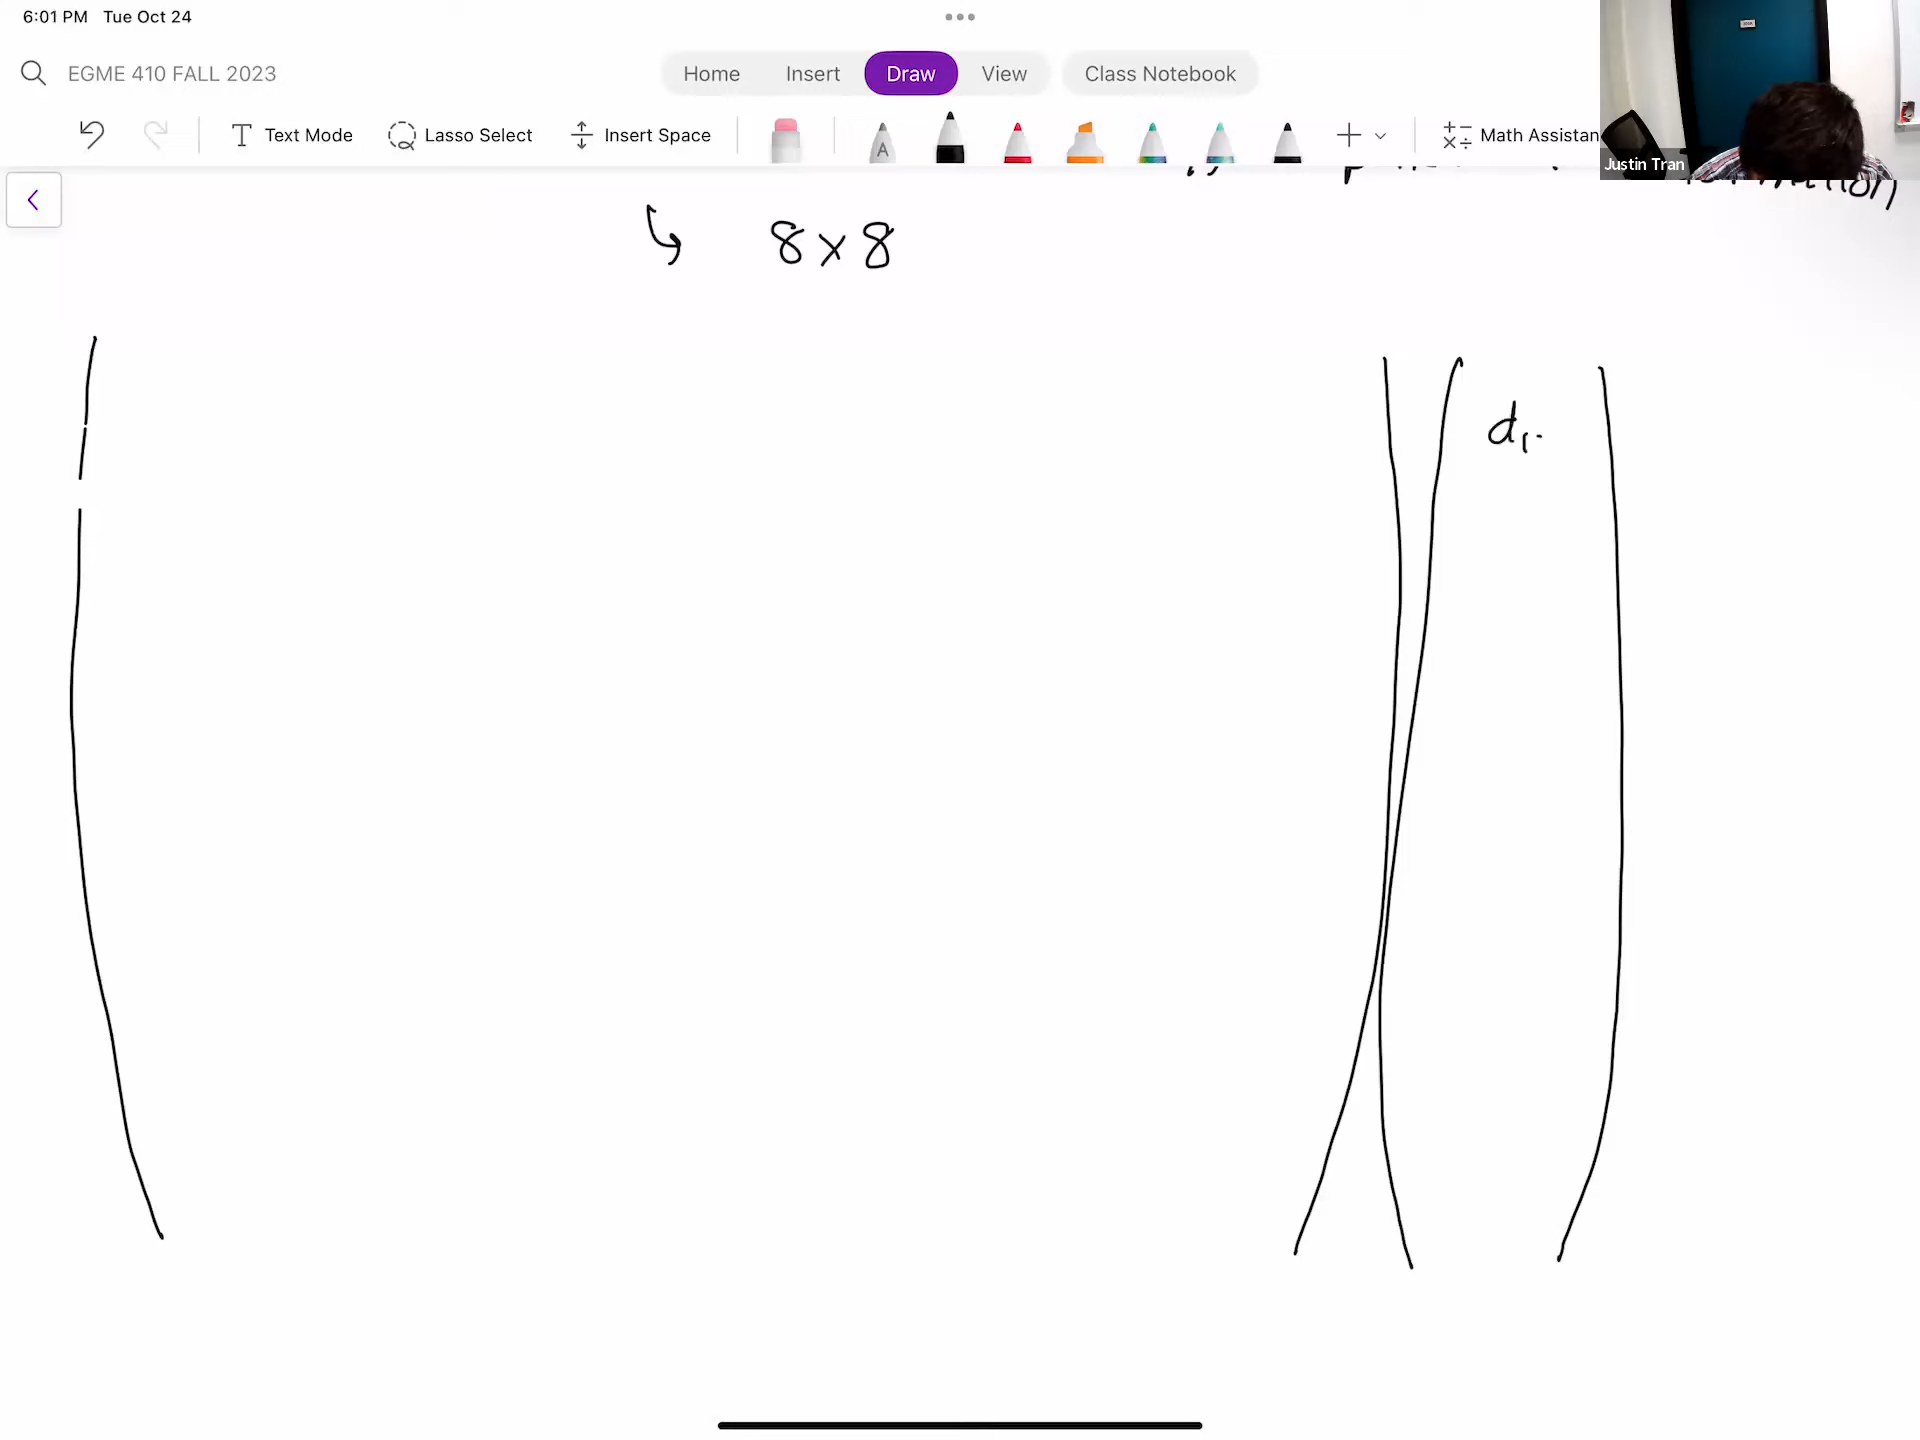 6:01 PM Tue Oct 24
EGME 410 FALL 2023
Home Insert Draw View Class Notebook
Text Mode Lasso Select Insert Space A Math Assistan
Justin Tran
8 x 8
d₁.